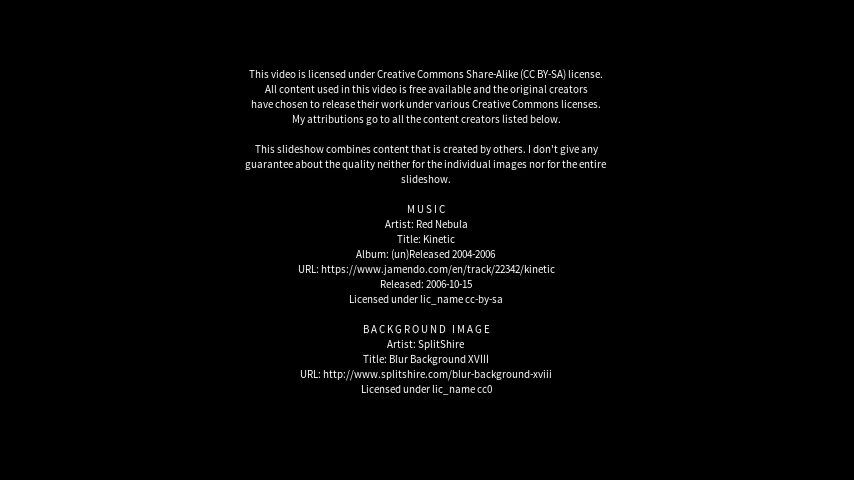 This video is licensed under Creative Commons Share-Alike (CC BY-SA) license.
All content used in this video is free available and the original creators
have chosen to release their work under various Creative Commons licenses.
My attributions go to all the content creators listed below.
This slideshow combines content that is created by others. I don't give any
guarantee about the quality neither for the individual images nor for the entire
slideshow.
MUSIC
Artist: Red Nebula
Title: Kinetic
Album: (un)Released 2004-2006
URL: https://www.jamendo.com/en/track/22342/kinetic
Released: 2006-10-15
Licensed under lic_name cc-by-sa
BACKGROUND IMAGE
Artist: SplitShire
Title: Blur Background XVIII
URL: http://www.splitshire.com/blur-background-xviii
Licensed under lic_name cc0